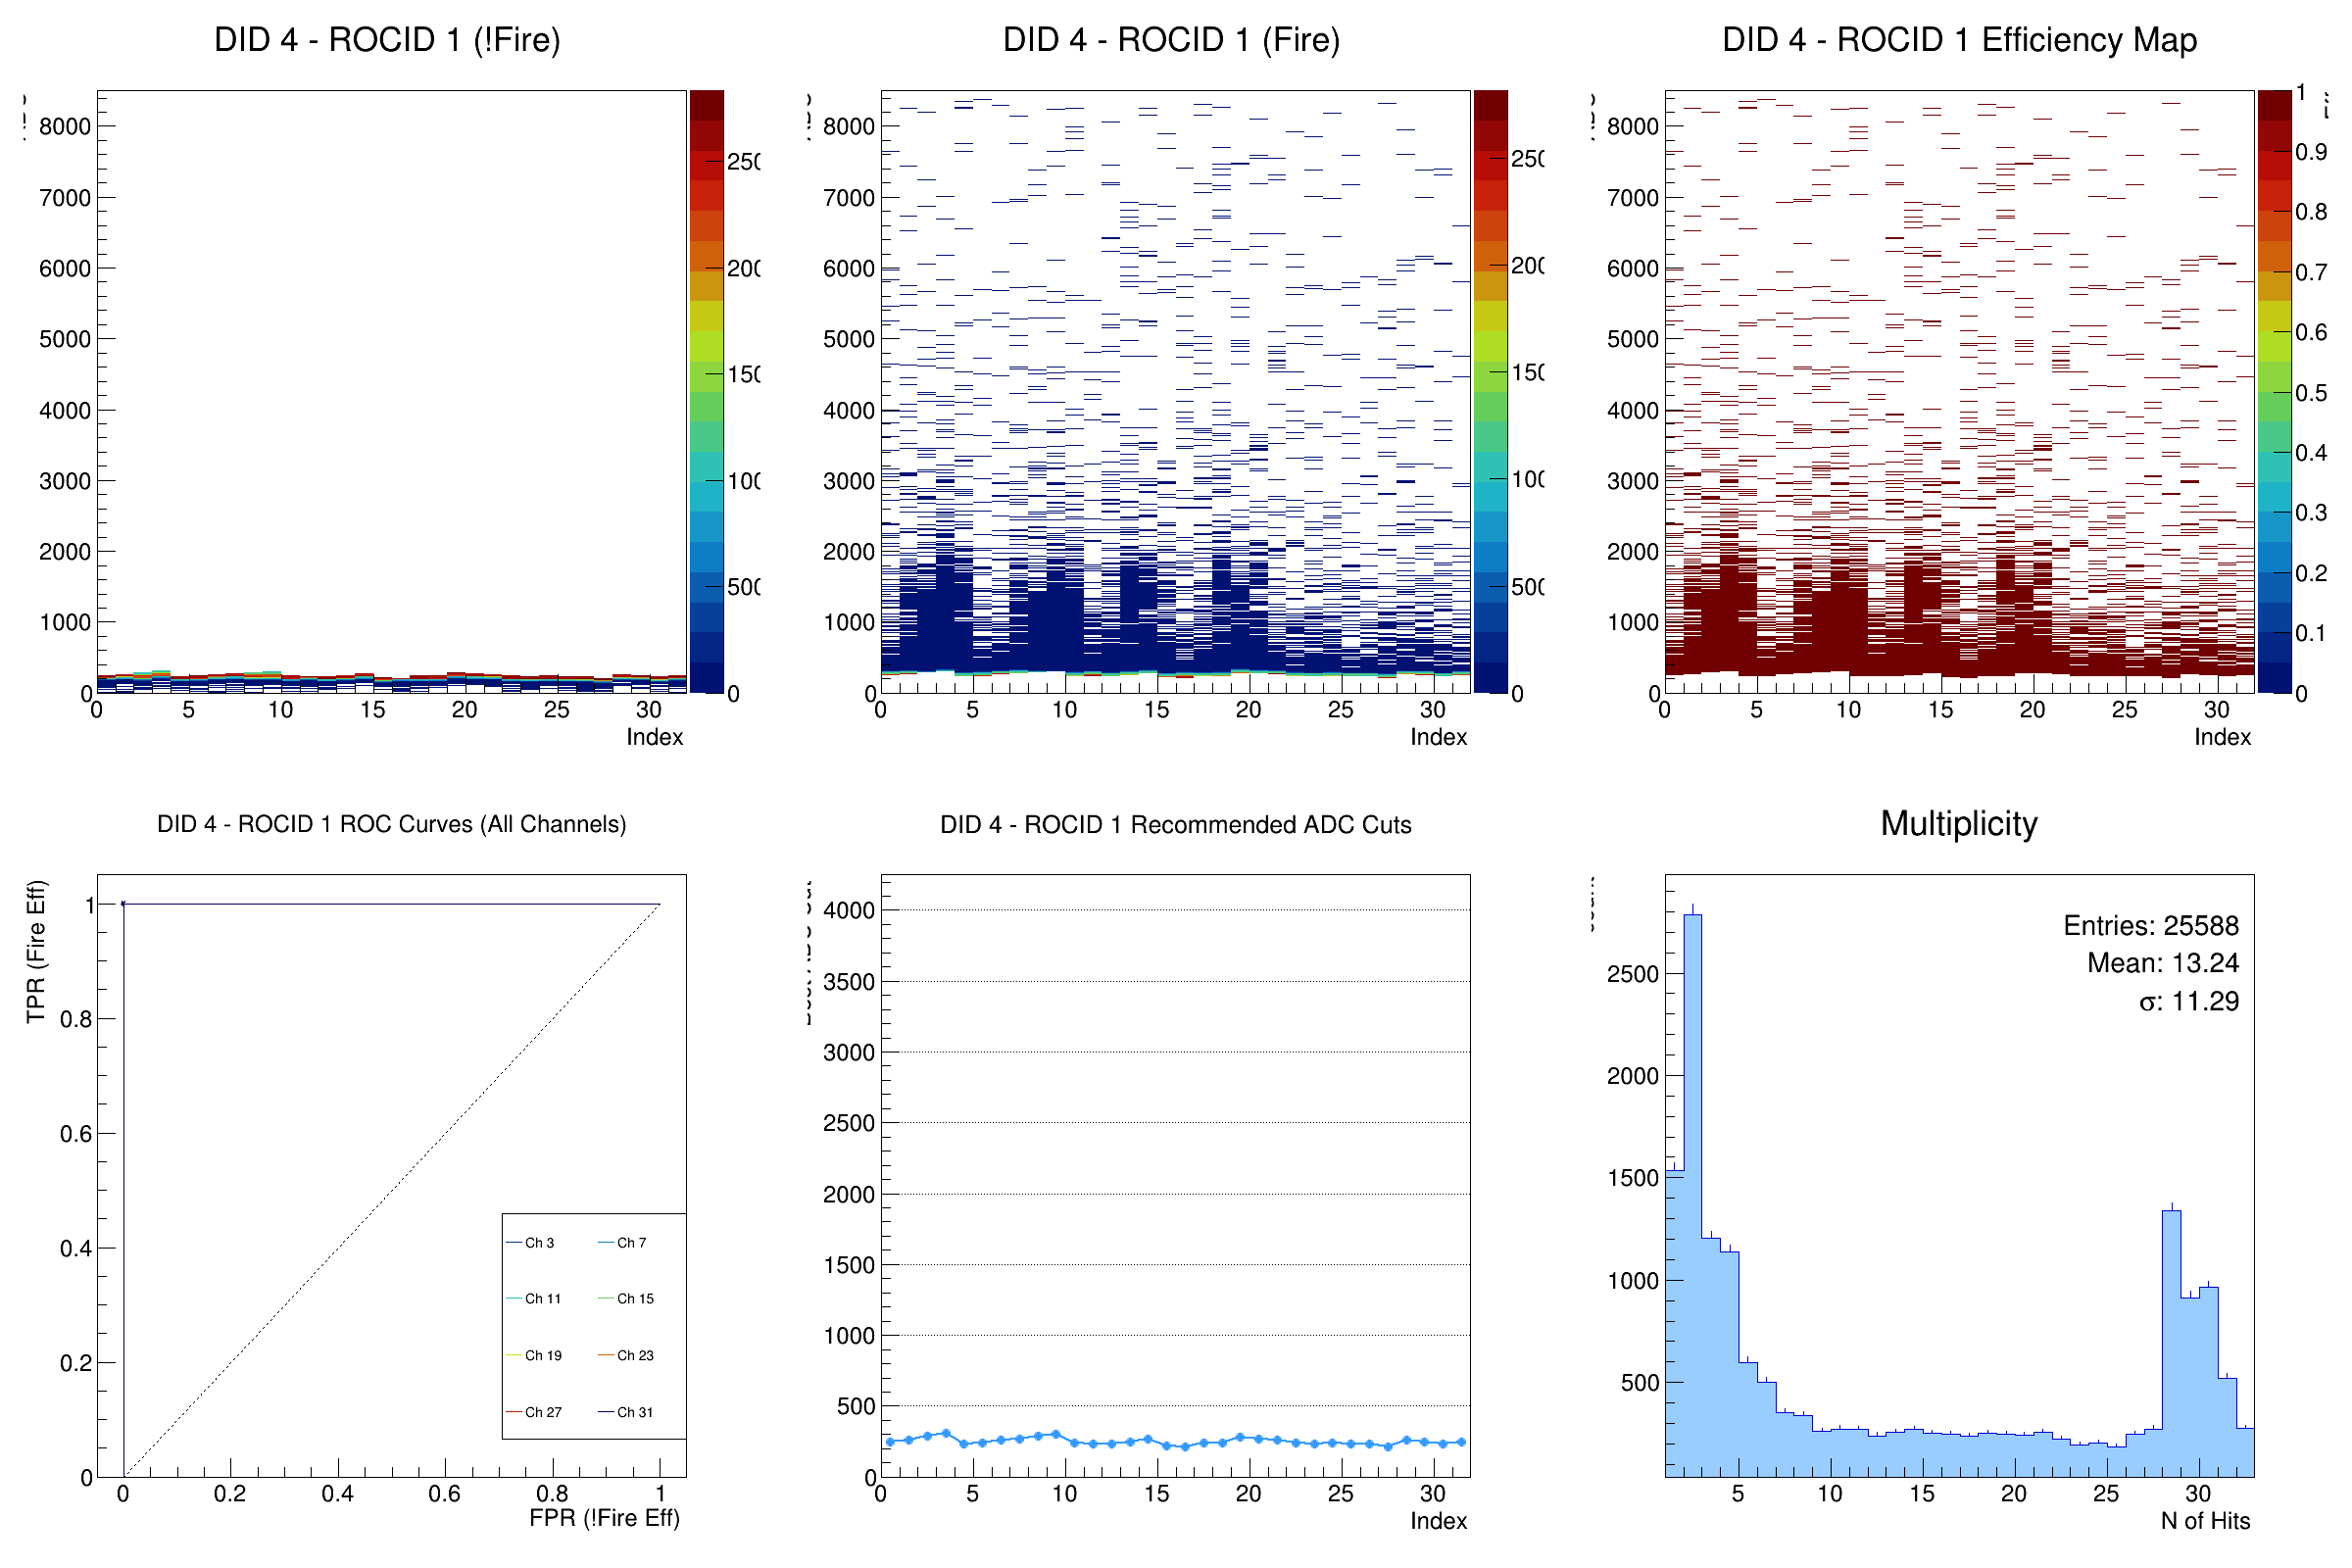 DID 4 - ROCID 1 (!Fire)
8000
7000
6000
5000
4000
3000
2000
1000
0
0 5 10 15 20 25 30
Index
0
DID 4 - ROCID 1 (Fire)
8000
7000
6000
5000
4000
3000
2000
1000
0
0 5 10 15 20 25 30
Index
0
DID 4 - ROCID 1 Efficiency Map
8000
7000
6000
5000
4000
3000
2000
1000
0
0 5 10 15 20 25 30
Index
1
0.9
0.8
0.7
0.6
0.5
0.4
0.3
0.2
0.1
0
DID 4 - ROCID 1 ROC Curves (All Channels)
TPR (Fire Eff)
1
0.8
0.6
0.4
0.2
0
Ch 3 Ch 7
Ch 11 Ch 15
Ch 19 Ch 23
Ch 27 Ch 31
0 0.2 0.4 0.6 0.8 1
FPR (!Fire Eff)
DID 4 - ROCID 1 Recommended ADC Cuts
4000
3500
3000
2500
2000
1500
1000
500
0
0 5 10 15 20 25 30
Index
Multiplicity
Entries: 25588
Mean: 13.24
σ: 11.29
2500
2000
1500
1000
500
5 10 15 20 25 30
N of Hits